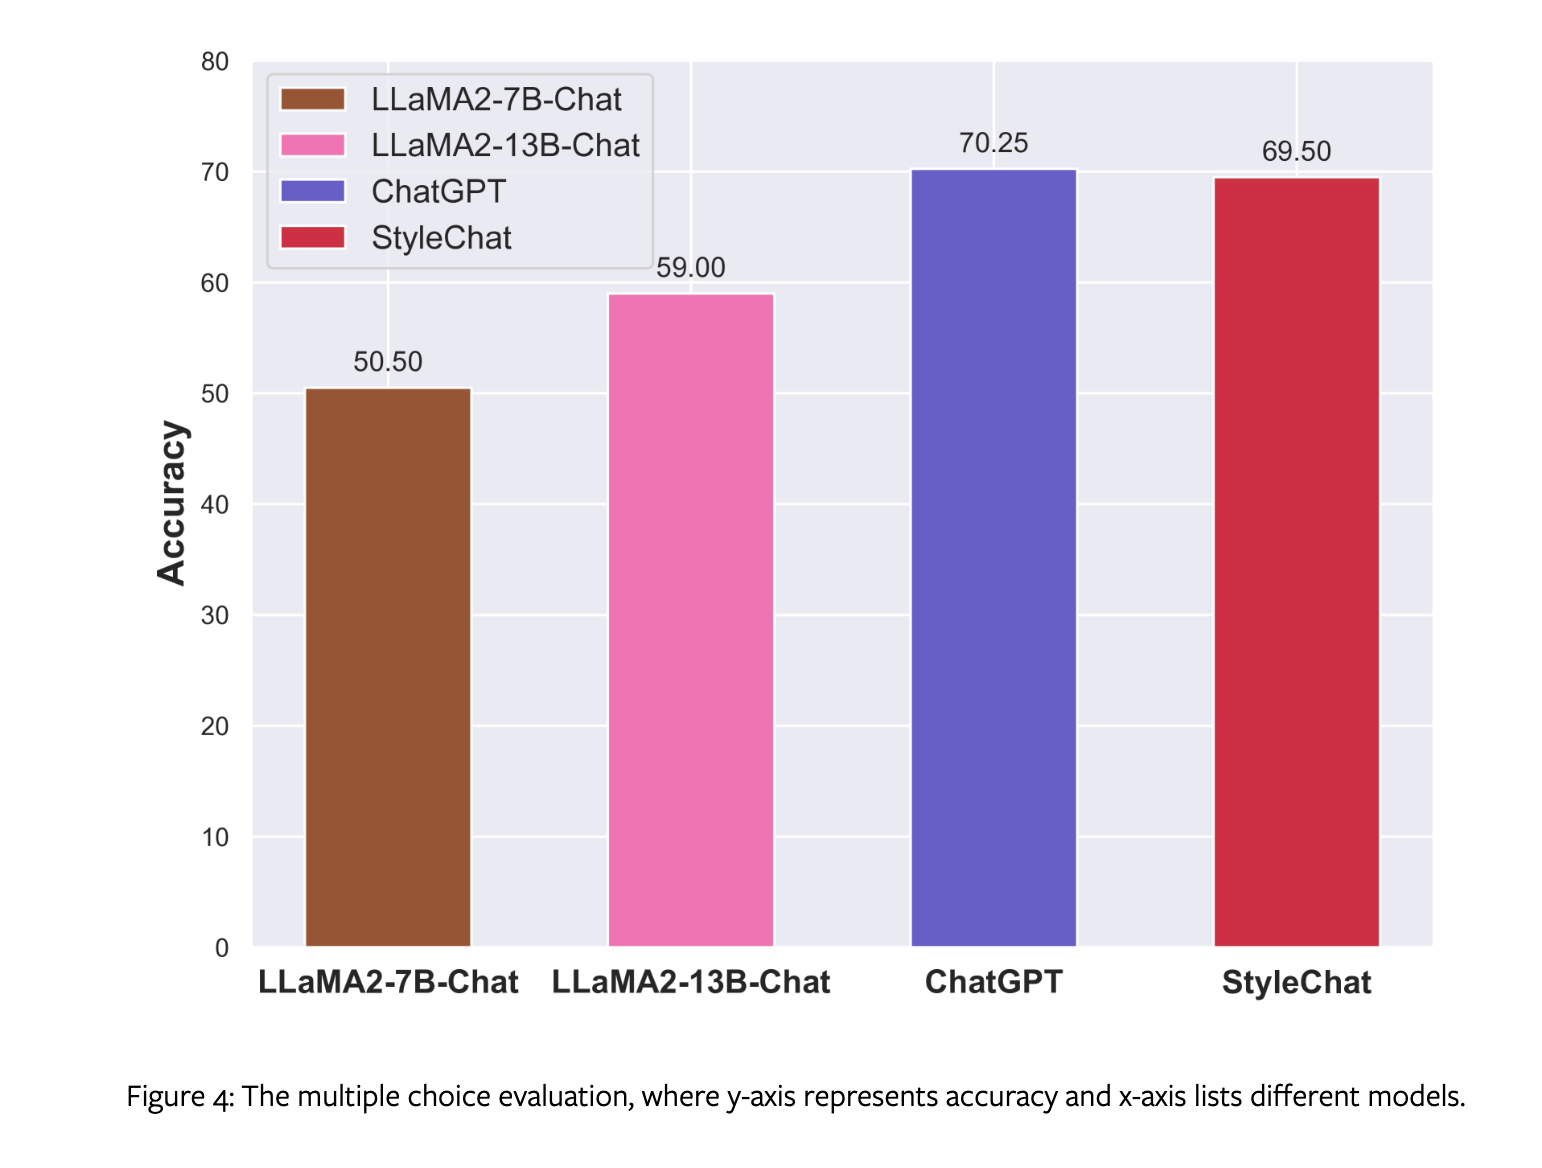 80
70
60
50
40
30
20
10
0
Accuracy
LLaMA2-7B-Chat
LLaMA2-13B-Chat
ChatGPT
StyleChat
50.50
59.00
70.25
69.50
LLaMA2-7B-Chat
LLaMA2-13B-Chat
ChatGPT
StyleChat
Figure 4: The multiple choice evaluation, where y-axis represents accuracy and x-axis lists different models.